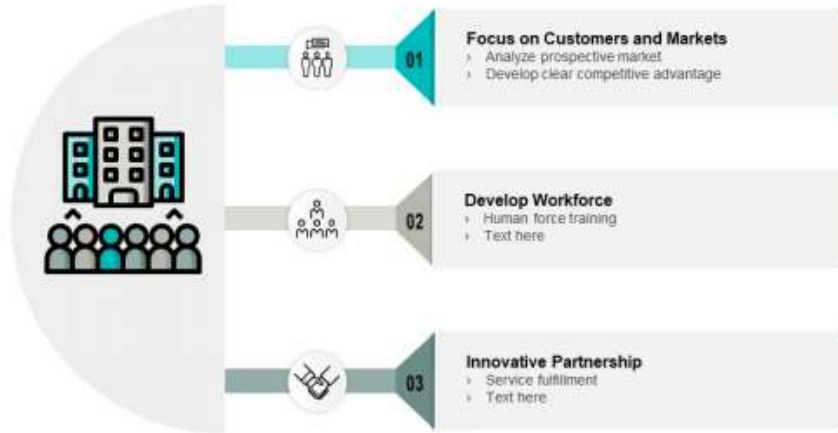 01
Focus on Customers and Markets
› Analyze prospective market
› Develop clear competitive advantage
02
Develop Workforce
› Human force training
› Text here
03
Innovative Partnership
› Service fulfillment
› Text here